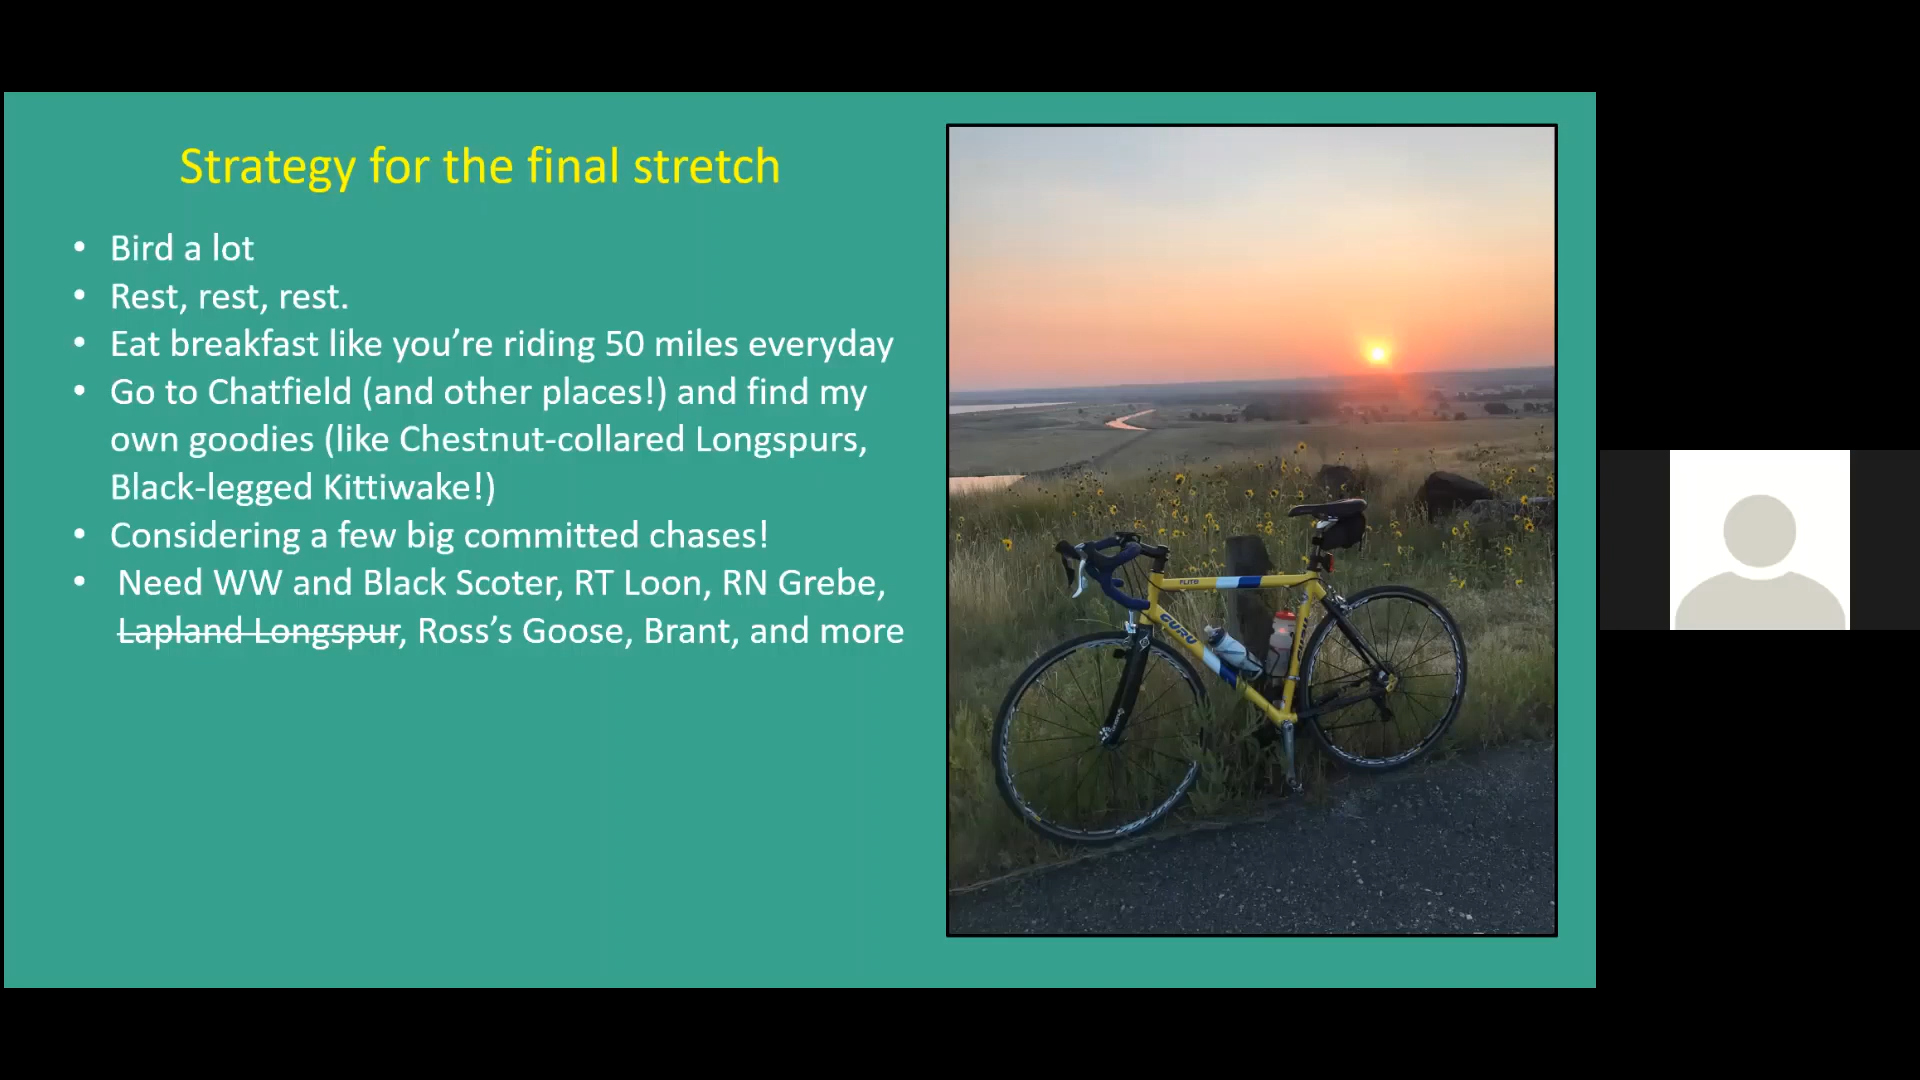 Strategy for the final stretch
• Bird a lot
• Rest, rest, rest.
• Eat breakfast like you’re riding 50 miles everyday
• Go to Chatfield (and other places!) and find my
own goodies (like Chestnut-collared Longspurs,
Black-legged Kittiwake!)
• Considering a few big committed chases!
• Need WW and Black Scoter, RT Loon, RN Grebe,
Lapland Longspur, Ross’s Goose, Brant, and more
FLITE
GURU